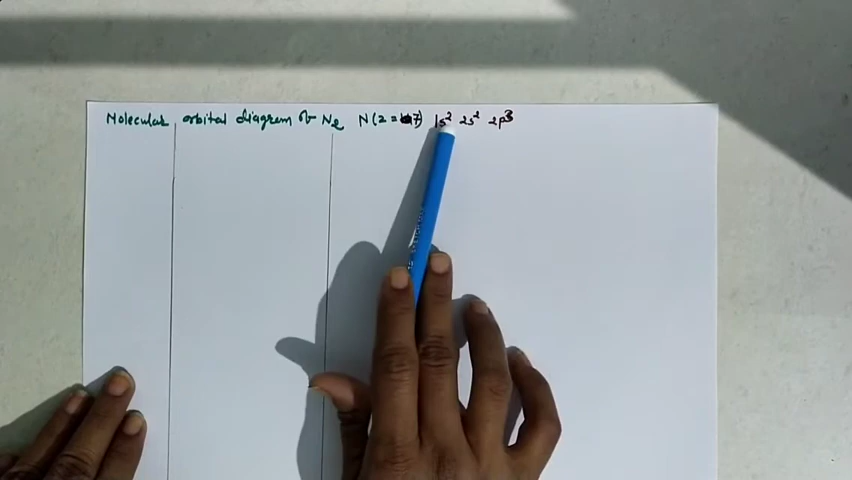 Molecular orbital diagram of N₂ N(Z = 7) 1s² 2s² 2p³